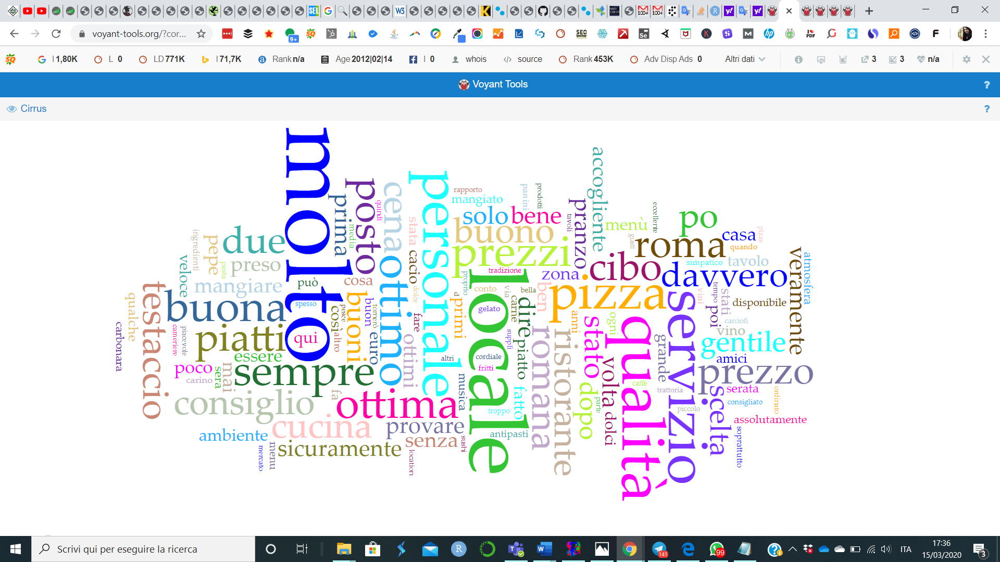 voyant-tools.org/?cor...
I 1,80K
L 0
LD 771K
I 71,7K
Rank n/a
Age 2012|02|14
I 0
whois
source
Rank 453K
Adv Disp Ads 0
Altri dati
3
3
n/a
Voyant Tools
?
Cirrus
?
molto
posto
prima
quindi
media
cena
personale
rapporto
mangiato
panini
prodotti
solo
bene
buono
prezzi
tavoli
pranzo
accogliente
menù
eccellente
gusti
po
casa
pizze
quando
roma
simpatico
tavolo
cibo
davvero
veramente
atmosfera
due
pepe
ingredienti
veloce
pasta
preso
mangiare
può
cosa
stata
cacio
dolce
ottimo
proprio
tradizione
zona
conto
via
bella
ben
pizza
vini
tempo
poi
stati
disponibile
carciofi
vino
gentile
amici
prezzo
testaccio
qualche
carbonara
buona
spesso
qui
piatti
cameriere
piacevole
essere
poco
carino
sera
mai
sempre
pesce
così
altro
buoni
buon
tornerò
euro
fare
ottimi
d
primi
locale
gelato
carne
dire
supplì
cordiale
fritti
altri
piatto
romana
ristorante
anni
stato
ogni
qualità
servizio
grande
volta
dopo
parte
dolci
caffè
trattoria
piccolo
scelta
serata
consigliato
ordinato
assolutamente
soprattutto
consiglio
fa
ottima
musica
fatto
troppo
antipasti
cucina
provare
senza
sushi
ambiente
mercato
menu
sicuramente
location
Scrivi qui per eseguire la ricerca
ITA
17:36
15/03/2020